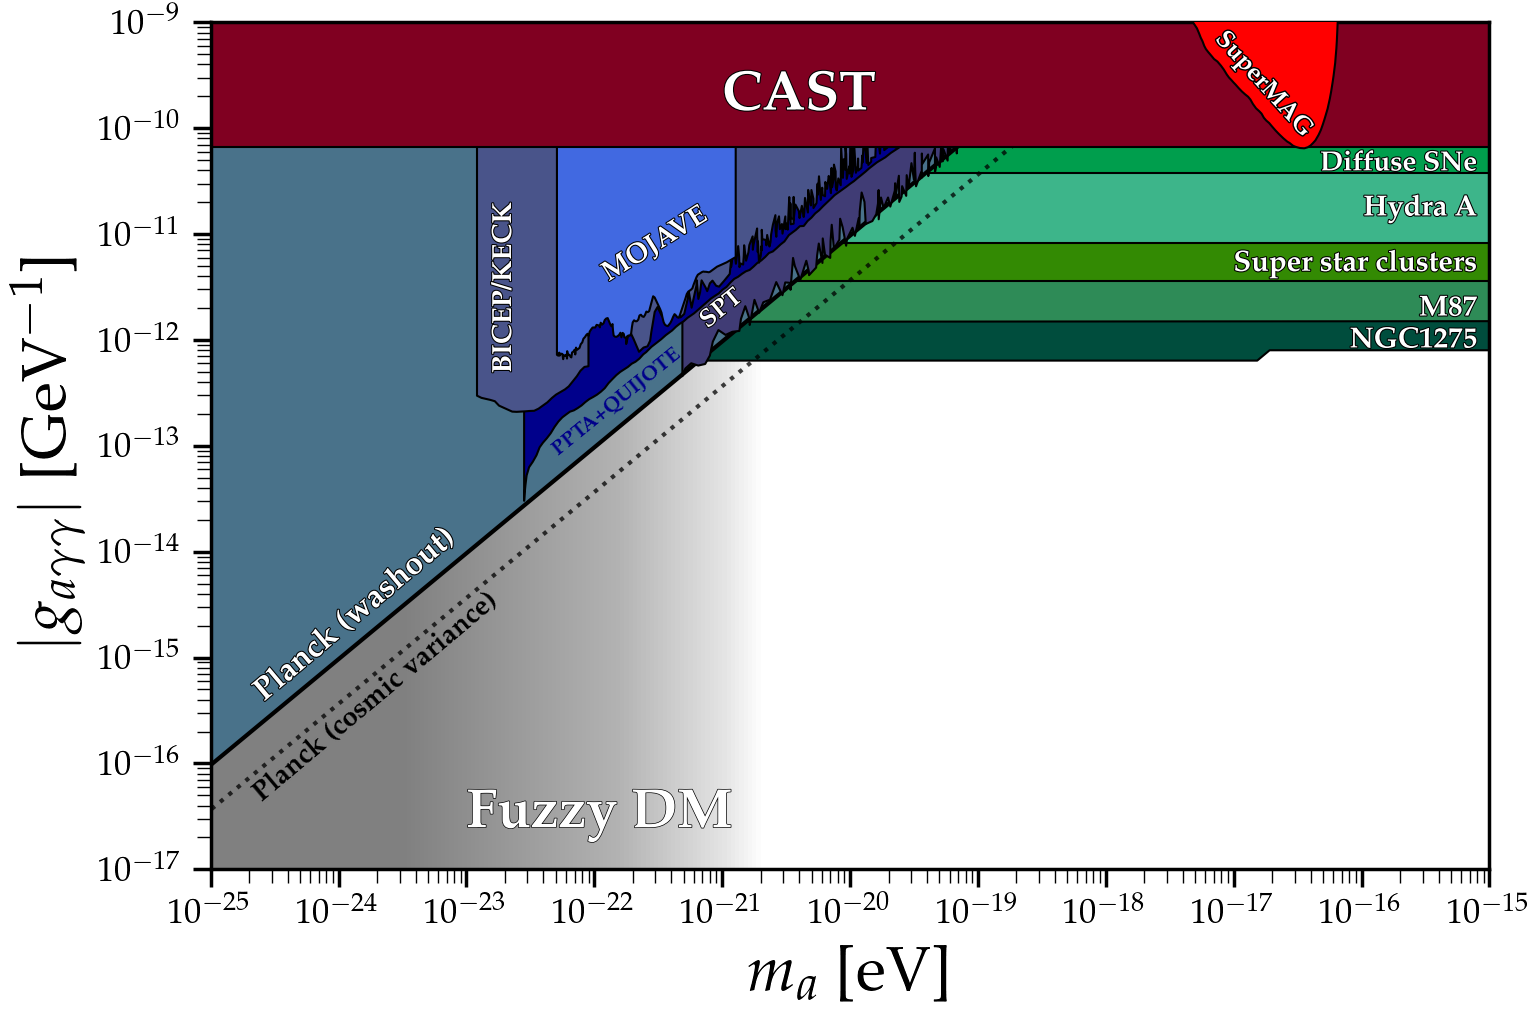 10⁻⁹
10⁻¹⁰
10⁻¹¹
10⁻¹²
10⁻¹³
10⁻¹⁴
10⁻¹⁵
10⁻¹⁶
10⁻¹⁷
|g_aγγ| [GeV⁻¹]
CAST
SuperMAG
Diffuse SNe
Hydra A
Super star clusters
M87
NGC1275
BICEP/KECK
MOJAVE
SPT
PPTA+QUIJOTE
Planck (washout)
Planck (cosmic variance)
Fuzzy DM
10⁻²⁵ 10⁻²⁴ 10⁻²³ 10⁻²² 10⁻²¹ 10⁻²⁰ 10⁻¹⁹ 10⁻¹⁸ 10⁻¹⁷ 10⁻¹⁶ 10⁻¹⁵
m_a [eV]